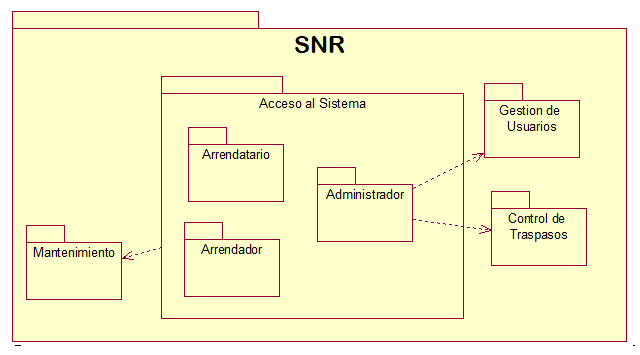 SNR
Acceso al Sistema
Gestion de
Usuarios
Arrendatario
Administrador
Control de
Traspasos
Mantenimiento
Arrendador